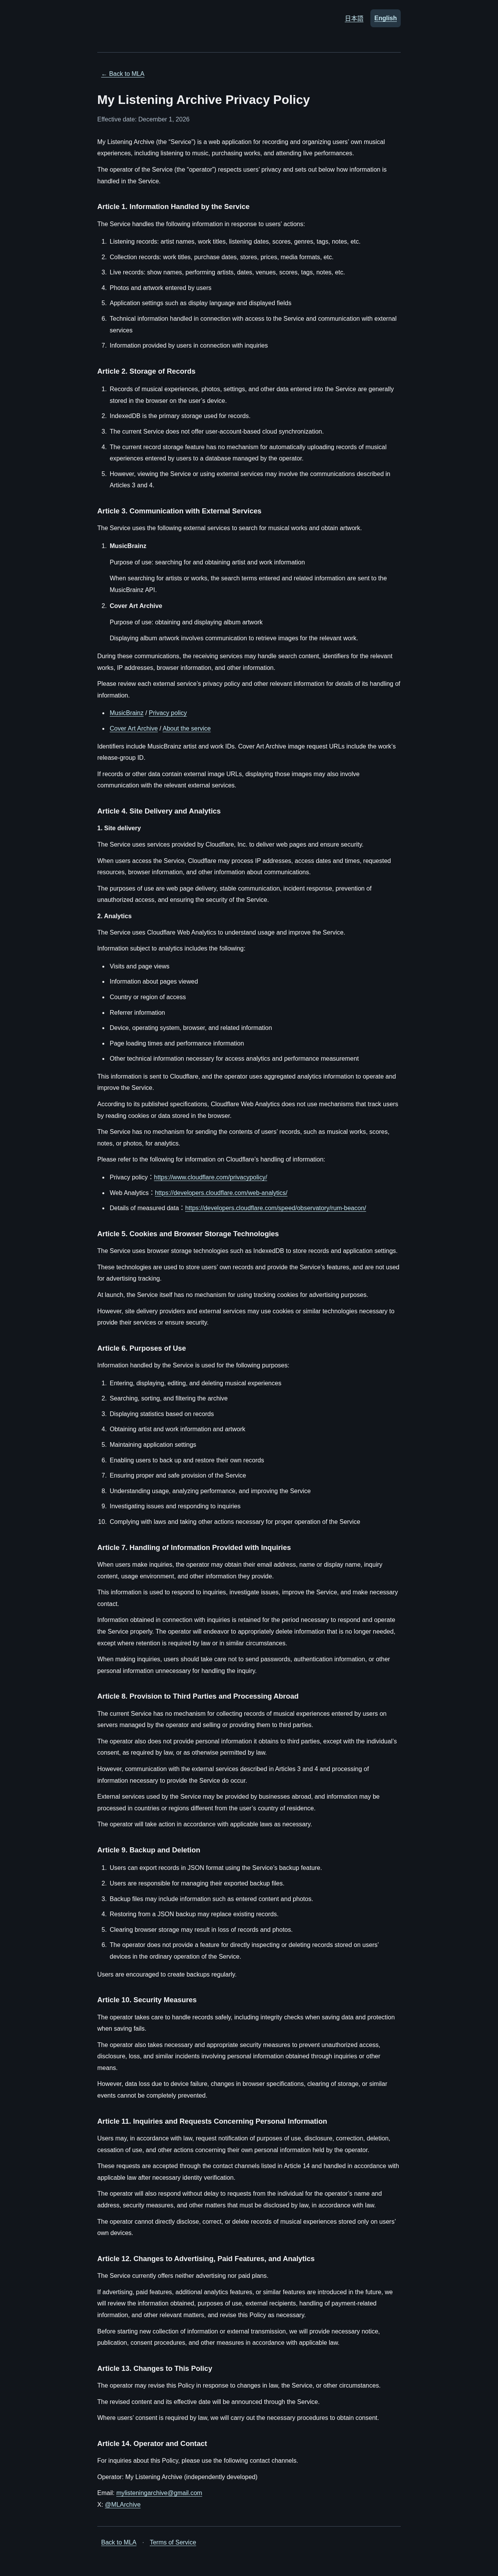 日本語 English
← Back to MLA
My Listening Archive Privacy Policy
Effective date: December 1, 2026
My Listening Archive (the “Service”) is a web application for recording and organizing users’ own musical
experiences, including listening to music, purchasing works, and attending live performances.
The operator of the Service (the “operator”) respects users’ privacy and sets out below how information is
handled in the Service.
Article 1. Information Handled by the Service
The Service handles the following information in response to users’ actions:
1. Listening records: artist names, work titles, listening dates, scores, genres, tags, notes, etc.
2. Collection records: work titles, purchase dates, stores, prices, media formats, etc.
3. Live records: show names, performing artists, dates, venues, scores, tags, notes, etc.
4. Photos and artwork entered by users
5. Application settings such as display language and displayed fields
6. Technical information handled in connection with access to the Service and communication with external
services
7. Information provided by users in connection with inquiries
Article 2. Storage of Records
1. Records of musical experiences, photos, settings, and other data entered into the Service are generally
stored in the browser on the user’s device.
2. IndexedDB is the primary storage used for records.
3. The current Service does not offer user-account-based cloud synchronization.
4. The current record storage feature has no mechanism for automatically uploading records of musical
experiences entered by users to a database managed by the operator.
5. However, viewing the Service or using external services may involve the communications described in
Articles 3 and 4.
Article 3. Communication with External Services
The Service uses the following external services to search for musical works and obtain artwork.
1. MusicBrainz
Purpose of use: searching for and obtaining artist and work information
When searching for artists or works, the search terms entered and related information are sent to the
MusicBrainz API.
2. Cover Art Archive
Purpose of use: obtaining and displaying album artwork
Displaying album artwork involves communication to retrieve images for the relevant work.
During these communications, the receiving services may handle search content, identifiers for the relevant
works, IP addresses, browser information, and other information.
Please review each external service’s privacy policy and other relevant information for details of its handling of
information.
• MusicBrainz / Privacy policy
• Cover Art Archive / About the service
Identifiers include MusicBrainz artist and work IDs. Cover Art Archive image request URLs include the work’s
release-group ID.
If records or other data contain external image URLs, displaying those images may also involve
communication with the relevant external services.
Article 4. Site Delivery and Analytics
1. Site delivery
The Service uses services provided by Cloudflare, Inc. to deliver web pages and ensure security.
When users access the Service, Cloudflare may process IP addresses, access dates and times, requested
resources, browser information, and other information about communications.
The purposes of use are web page delivery, stable communication, incident response, prevention of
unauthorized access, and ensuring the security of the Service.
2. Analytics
The Service uses Cloudflare Web Analytics to understand usage and improve the Service.
Information subject to analytics includes the following:
• Visits and page views
• Information about pages viewed
• Country or region of access
• Referrer information
• Device, operating system, browser, and related information
• Page loading times and performance information
• Other technical information necessary for access analytics and performance measurement
This information is sent to Cloudflare, and the operator uses aggregated analytics information to operate and
improve the Service.
According to its published specifications, Cloudflare Web Analytics does not use mechanisms that track users
by reading cookies or data stored in the browser.
The Service has no mechanism for sending the contents of users’ records, such as musical works, scores,
notes, or photos, for analytics.
Please refer to the following for information on Cloudflare’s handling of information:
• Privacy policy：https://www.cloudflare.com/privacypolicy/
• Web Analytics：https://developers.cloudflare.com/web-analytics/
• Details of measured data：https://developers.cloudflare.com/speed/observatory/rum-beacon/
Article 5. Cookies and Browser Storage Technologies
The Service uses browser storage technologies such as IndexedDB to store records and application settings.
These technologies are used to store users’ own records and provide the Service’s features, and are not used
for advertising tracking.
At launch, the Service itself has no mechanism for using tracking cookies for advertising purposes.
However, site delivery providers and external services may use cookies or similar technologies necessary to
provide their services or ensure security.
Article 6. Purposes of Use
Information handled by the Service is used for the following purposes:
1. Entering, displaying, editing, and deleting musical experiences
2. Searching, sorting, and filtering the archive
3. Displaying statistics based on records
4. Obtaining artist and work information and artwork
5. Maintaining application settings
6. Enabling users to back up and restore their own records
7. Ensuring proper and safe provision of the Service
8. Understanding usage, analyzing performance, and improving the Service
9. Investigating issues and responding to inquiries
10. Complying with laws and taking other actions necessary for proper operation of the Service
Article 7. Handling of Information Provided with Inquiries
When users make inquiries, the operator may obtain their email address, name or display name, inquiry
content, usage environment, and other information they provide.
This information is used to respond to inquiries, investigate issues, improve the Service, and make necessary
contact.
Information obtained in connection with inquiries is retained for the period necessary to respond and operate
the Service properly. The operator will endeavor to appropriately delete information that is no longer needed,
except where retention is required by law or in similar circumstances.
When making inquiries, users should take care not to send passwords, authentication information, or other
personal information unnecessary for handling the inquiry.
Article 8. Provision to Third Parties and Processing Abroad
The current Service has no mechanism for collecting records of musical experiences entered by users on
servers managed by the operator and selling or providing them to third parties.
The operator also does not provide personal information it obtains to third parties, except with the individual’s
consent, as required by law, or as otherwise permitted by law.
However, communication with the external services described in Articles 3 and 4 and processing of
information necessary to provide the Service do occur.
External services used by the Service may be provided by businesses abroad, and information may be
processed in countries or regions different from the user’s country of residence.
The operator will take action in accordance with applicable laws as necessary.
Article 9. Backup and Deletion
1. Users can export records in JSON format using the Service’s backup feature.
2. Users are responsible for managing their exported backup files.
3. Backup files may include information such as entered content and photos.
4. Restoring from a JSON backup may replace existing records.
5. Clearing browser storage may result in loss of records and photos.
6. The operator does not provide a feature for directly inspecting or deleting records stored on users’
devices in the ordinary operation of the Service.
Users are encouraged to create backups regularly.
Article 10. Security Measures
The operator takes care to handle records safely, including integrity checks when saving data and protection
when saving fails.
The operator also takes necessary and appropriate security measures to prevent unauthorized access,
disclosure, loss, and similar incidents involving personal information obtained through inquiries or other
means.
However, data loss due to device failure, changes in browser specifications, clearing of storage, or similar
events cannot be completely prevented.
Article 11. Inquiries and Requests Concerning Personal Information
Users may, in accordance with law, request notification of purposes of use, disclosure, correction, deletion,
cessation of use, and other actions concerning their own personal information held by the operator.
These requests are accepted through the contact channels listed in Article 14 and handled in accordance with
applicable law after necessary identity verification.
The operator will also respond without delay to requests from the individual for the operator’s name and
address, security measures, and other matters that must be disclosed by law, in accordance with law.
The operator cannot directly disclose, correct, or delete records of musical experiences stored only on users’
own devices.
Article 12. Changes to Advertising, Paid Features, and Analytics
The Service currently offers neither advertising nor paid plans.
If advertising, paid features, additional analytics features, or similar features are introduced in the future, we
will review the information obtained, purposes of use, external recipients, handling of payment-related
information, and other relevant matters, and revise this Policy as necessary.
Before starting new collection of information or external transmission, we will provide necessary notice,
publication, consent procedures, and other measures in accordance with applicable law.
Article 13. Changes to This Policy
The operator may revise this Policy in response to changes in law, the Service, or other circumstances.
The revised content and its effective date will be announced through the Service.
Where users’ consent is required by law, we will carry out the necessary procedures to obtain consent.
Article 14. Operator and Contact
For inquiries about this Policy, please use the following contact channels.
Operator: My Listening Archive (independently developed)
Email: mylisteningarchive@gmail.com
X: @MLArchive
Back to MLA · Terms of Service